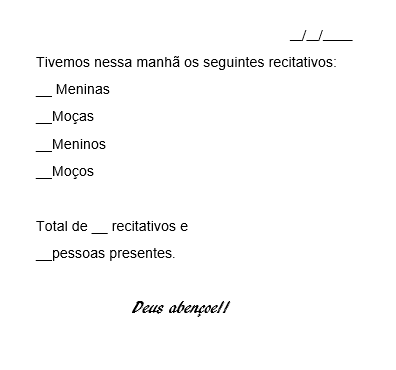 __/__/____
Tivemos nessa manhã os seguintes recitativos:
__ Meninas
__Moças
__Meninos
__Moços
Total de __ recitativos e
__pessoas presentes.
Deus abençoe!!